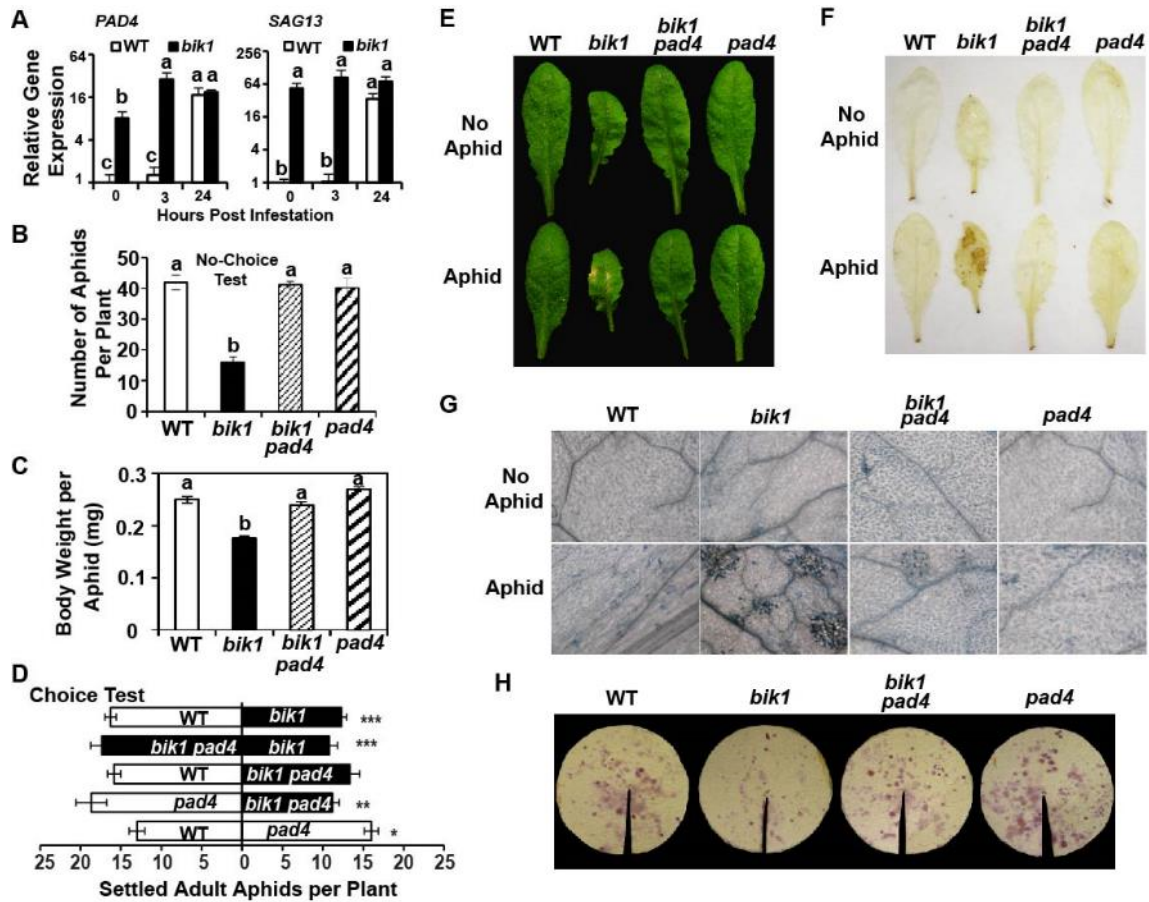 A
PAD4
SAG13
WT bik1
WT bik1
Relative Gene
Expression
64
16
4
1
c
b
c
a
a
a
0
3
24
256
64
16
4
1
b
a
b
a
a
a
0
3
24
Hours Post Infestation
B
No-Choice
Test
Number of Aphids
Per Plant
50
40
30
20
10
0
a
b
a
a
WT
bik1
bik1
pad4
pad4
C
Body Weight per
Aphid (mg)
0.3
0.2
0.1
0
a
b
a
a
WT
bik1
bik1
pad4
pad4
D
Choice Test
WT bik1 ***
bik1 pad4 bik1 ***
WT bik1 pad4
pad4 bik1 pad4 **
WT pad4 *
25 20 15 10 5 0 5 10 15 20 25
Settled Adult Aphids per Plant
E
WT
bik1
bik1
pad4
pad4
No
Aphid
Aphid
F
WT
bik1
bik1
pad4
pad4
No
Aphid
Aphid
G
WT
bik1
bik1
pad4
pad4
No
Aphid
Aphid
H
WT
bik1
bik1
pad4
pad4